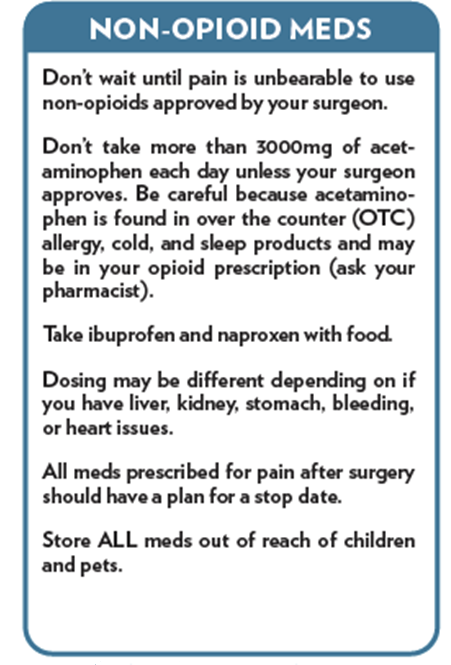 NON-OPIOID MEDS
Don't wait until pain is unbearable to use
non-opioids approved by your surgeon.
Don't take more than 3000mg of acet-
aminophen each day unless your surgeon
approves. Be careful because acetamino-
phen is found in over the counter (OTC)
allergy, cold, and sleep products and may
be in your opioid prescription (ask your
pharmacist).
Take ibuprofen and naproxen with food.
Dosing may be different depending on if
you have liver, kidney, stomach, bleeding,
or heart issues.
All meds prescribed for pain after surgery
should have a plan for a stop date.
Store ALL meds out of reach of children
and pets.